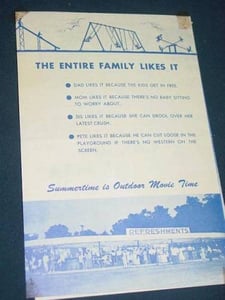 THE ENTIRE FAMILY LIKES IT
DAD LIKES IT BECAUSE THE KIDS GET IN FREE.
MOM LIKES IT BECAUSE THERE'S NO BABY SITTING
TO WORRY ABOUT.
SIS LIKES IT BECAUSE SHE CAN DROOL OVER HER
LATEST CRUSH.
PETE LIKES IT BECAUSE HE CAN CUT LOOSE IN THE
PLAYGROUND IF THERE'S NO WESTERN ON THE
SCREEN.
Summertime is Outdoor Movie Time
REFRESHMENTS